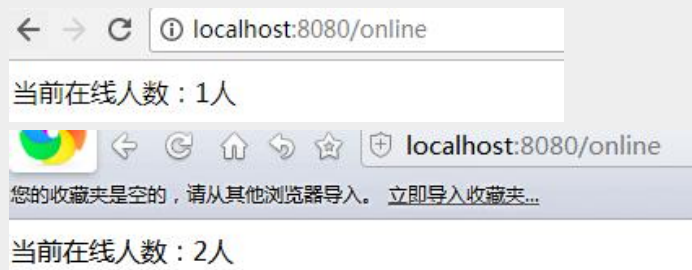 localhost:8080/online
当前在线人数：1人
localhost:8080/online
您的收藏夹是空的，请从其他浏览器导入。 立即导入收藏夹...
当前在线人数：2人